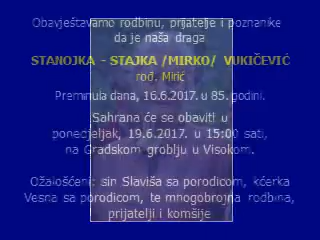 Obavještavamo rodbinu, prijatelje i poznanike
da je naša draga
STANOJKA - STAJKA /MIRKO/ VUKIČEVIĆ
rođ. Mirić
Preminula dana, 16.6.2017. u 85. godini.
Sahrana će se obaviti u
ponedjeljak, 19.6.2017. u 15:00 sati,
na Gradskom groblju u Visokom.
Ožalošćeni: sin Slaviša sa porodicom, kćerka
Vesna sa porodicom, te mnogobrojna rodbina,
prijatelji i komšije